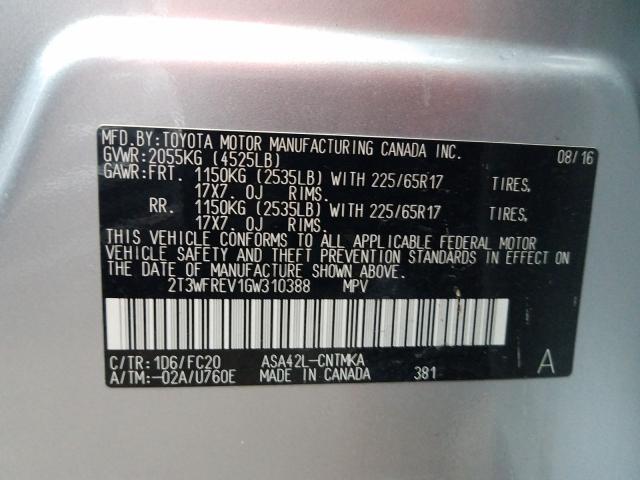 MFD.BY:TOYOTA MOTOR MANUFACTURING CANADA INC. 08/16
GVWR:2055KG (4525LB)
GAWR:FRT. 1150KG (2535LB) WITH 225/65R17 TIRES,
17X7. 0J RIMS.
RR. 1150KG (2535LB) WITH 225/65R17 TIRES,
17X7. 0J RIMS.
THIS VEHICLE CONFORMS TO ALL APPLICABLE FEDERAL MOTOR
VEHICLE SAFETY AND THEFT PREVENTION STANDARDS IN EFFECT ON
THE DATE OF MANUFACTURE SHOWN ABOVE.
2T3WFREV1GW310388 MPV
C/TR:1D6/FC20 ASA42L-CNTMKA
A/TM:-02A/U760E MADE IN CANADA 381 A